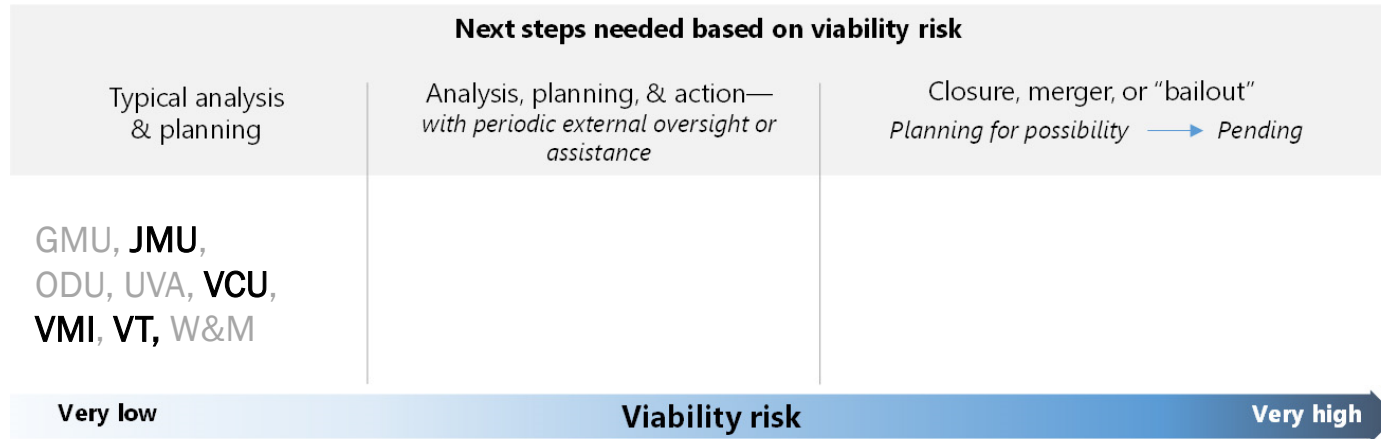 Next steps needed based on viability risk
Typical analysis
& planning
Analysis, planning, & action—
with periodic external oversight or
assistance
Closure, merger, or “bailout”
Planning for possibility
Pending
GMU, JMU,
ODU, UVA, VCU,
VMI, VT, W&M
Very low
Viability risk
Very high